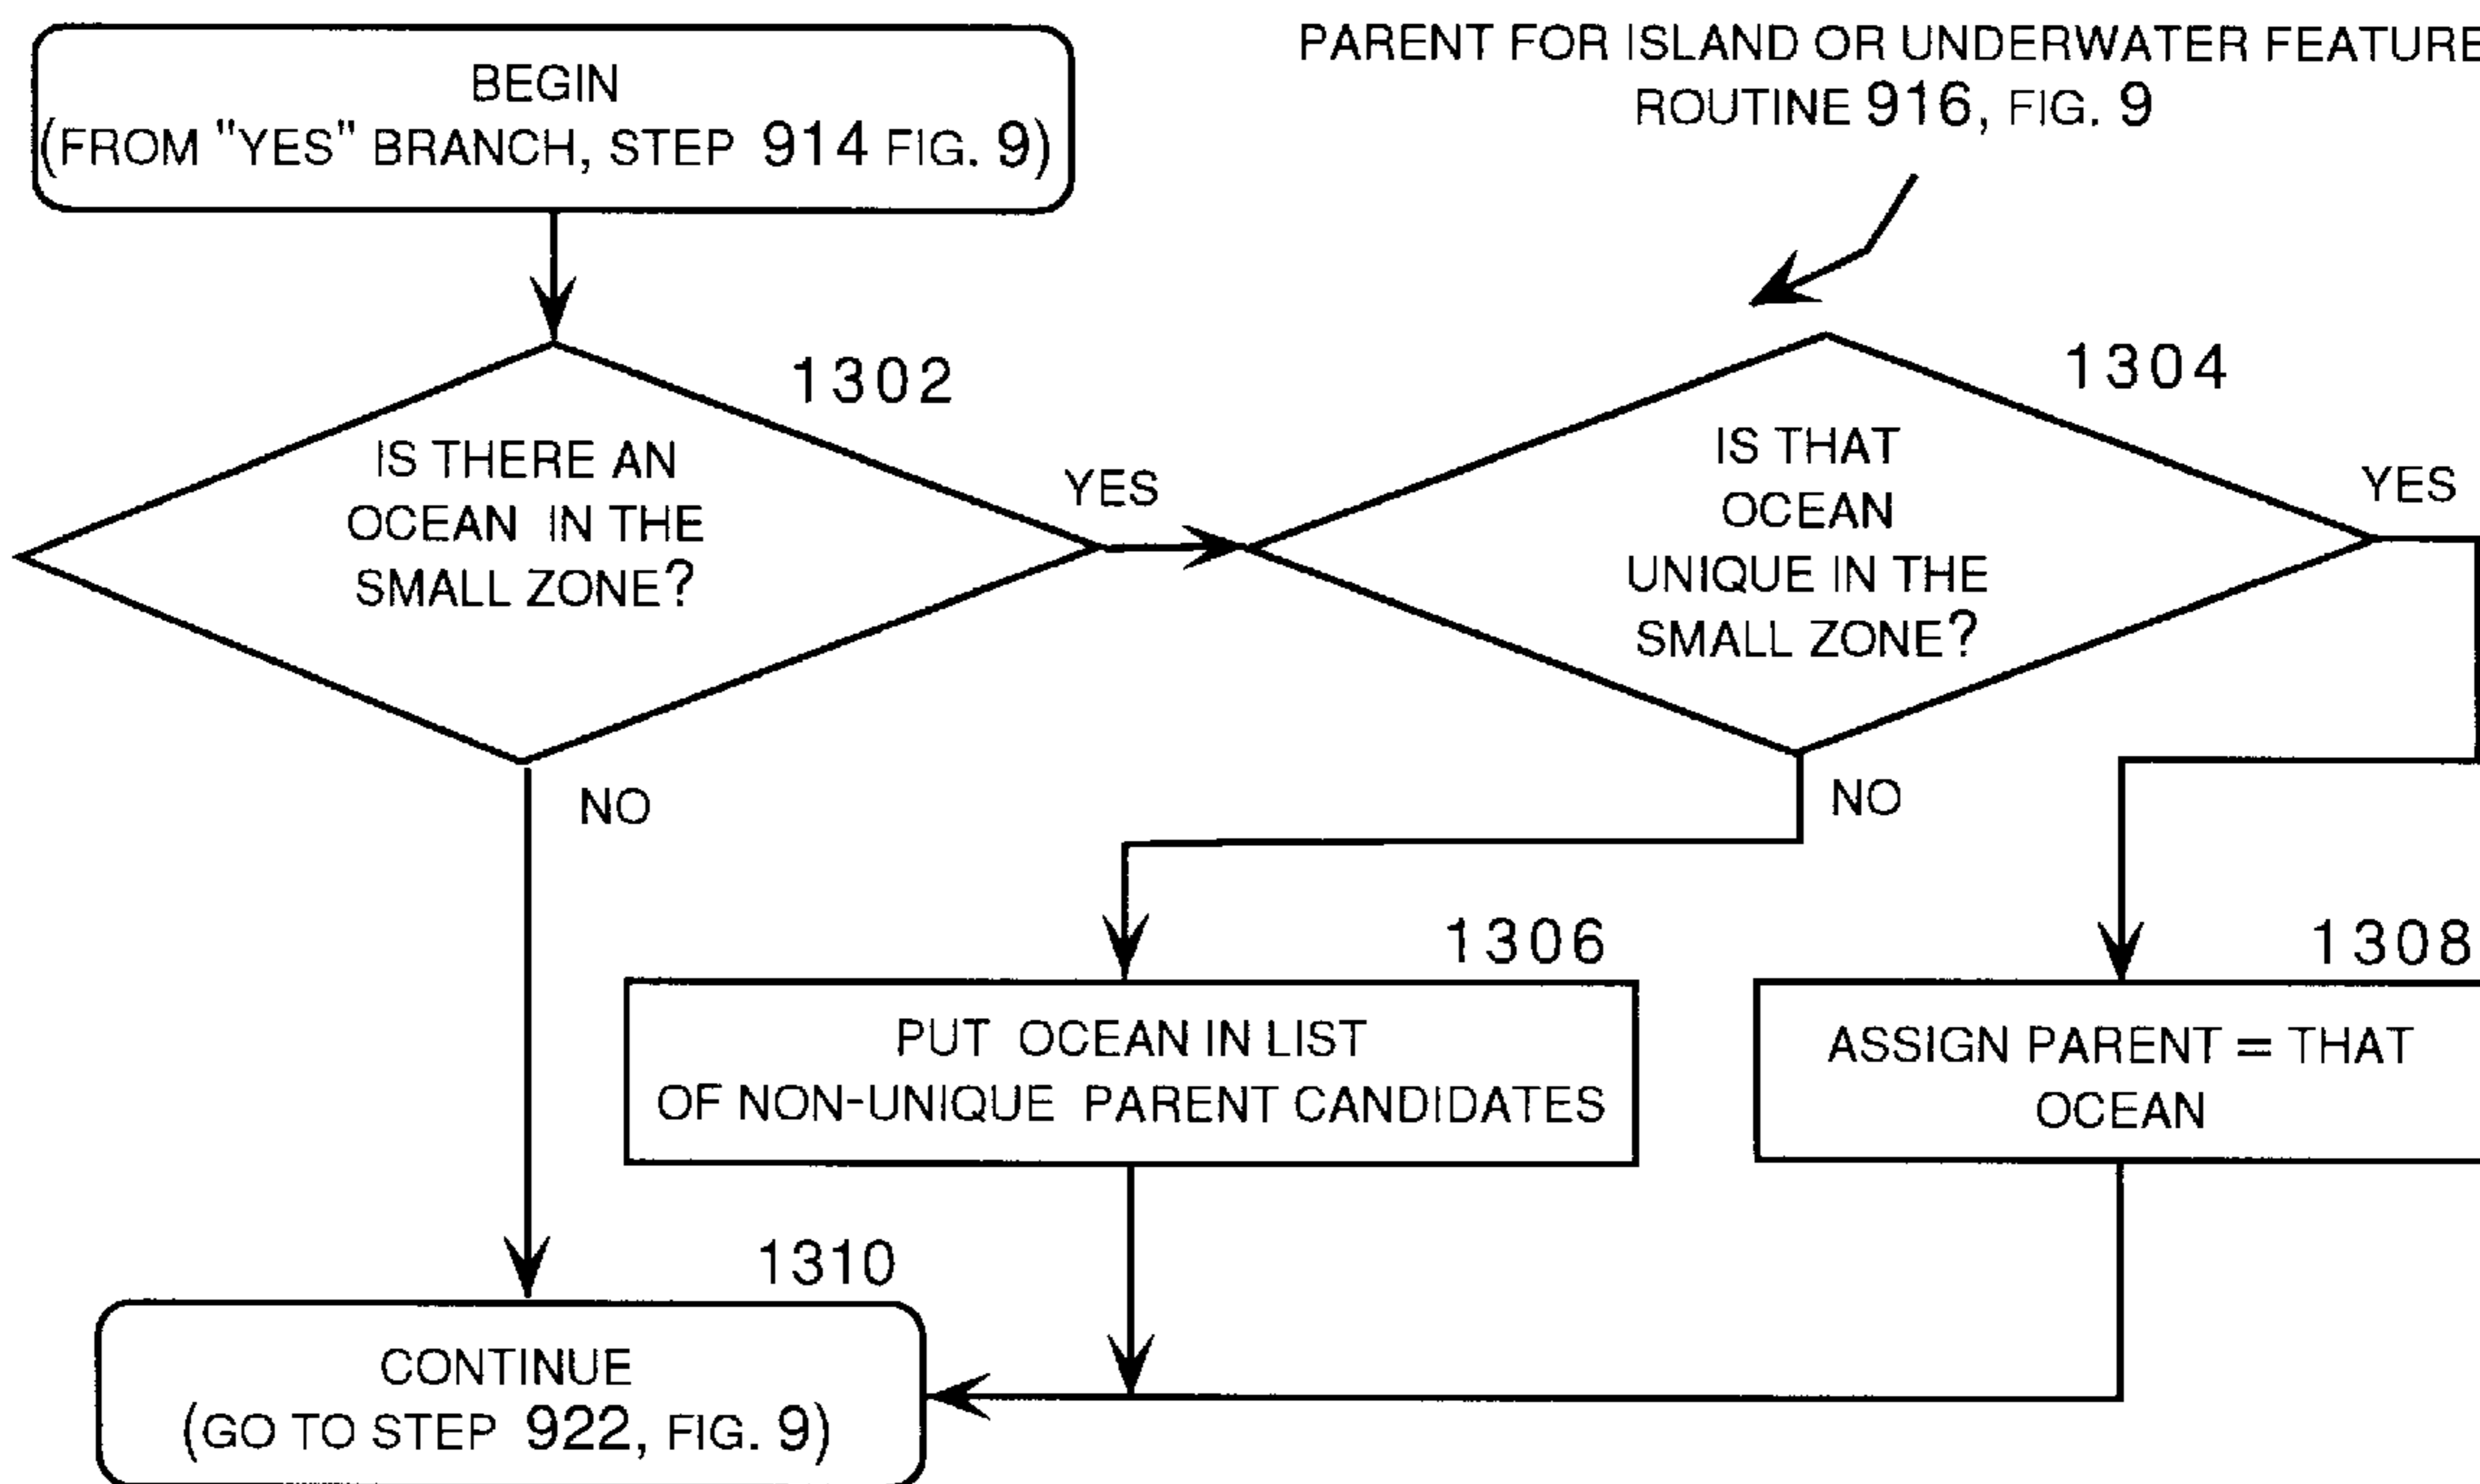 BEGIN
(FROM "YES" BRANCH, STEP 914 FIG. 9)
PARENT FOR ISLAND OR UNDERWATER FEATURE
ROUTINE 916, FIG. 9
1302
IS THERE AN
OCEAN IN THE
SMALL ZONE?
YES
NO
1304
IS THAT
OCEAN
UNIQUE IN THE
SMALL ZONE?
YES
NO
1306
PUT OCEAN IN LIST
OF NON-UNIQUE PARENT CANDIDATES
1308
ASSIGN PARENT = THAT
OCEAN
1310
CONTINUE
(GO TO STEP 922, FIG. 9)